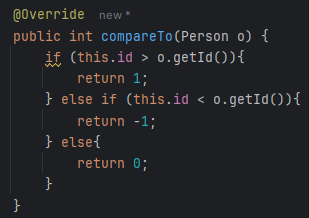 @Override new *
public int compareTo(Person o) {
    if (this.id > o.getId()){
        return 1;
    } else if (this.id < o.getId()){
        return -1;
    } else{
        return 0;
    }
}